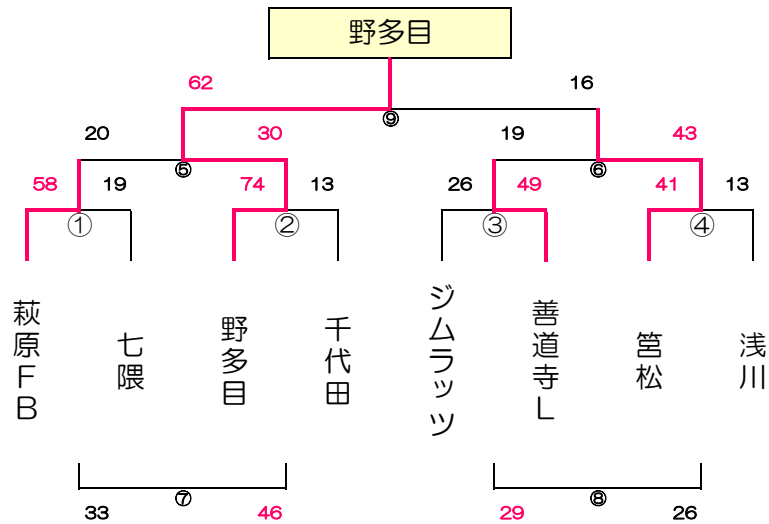 野多目
62 16
⑨
20 30 19 43
⑤ ⑥
58 19 74 13 26 49 41 13
① ② ③ ④
萩原FB
七隈
野多目
千代田
ジムラッツ
善道寺L
筥松
浅川
⑦ ⑧
33 46 29 26